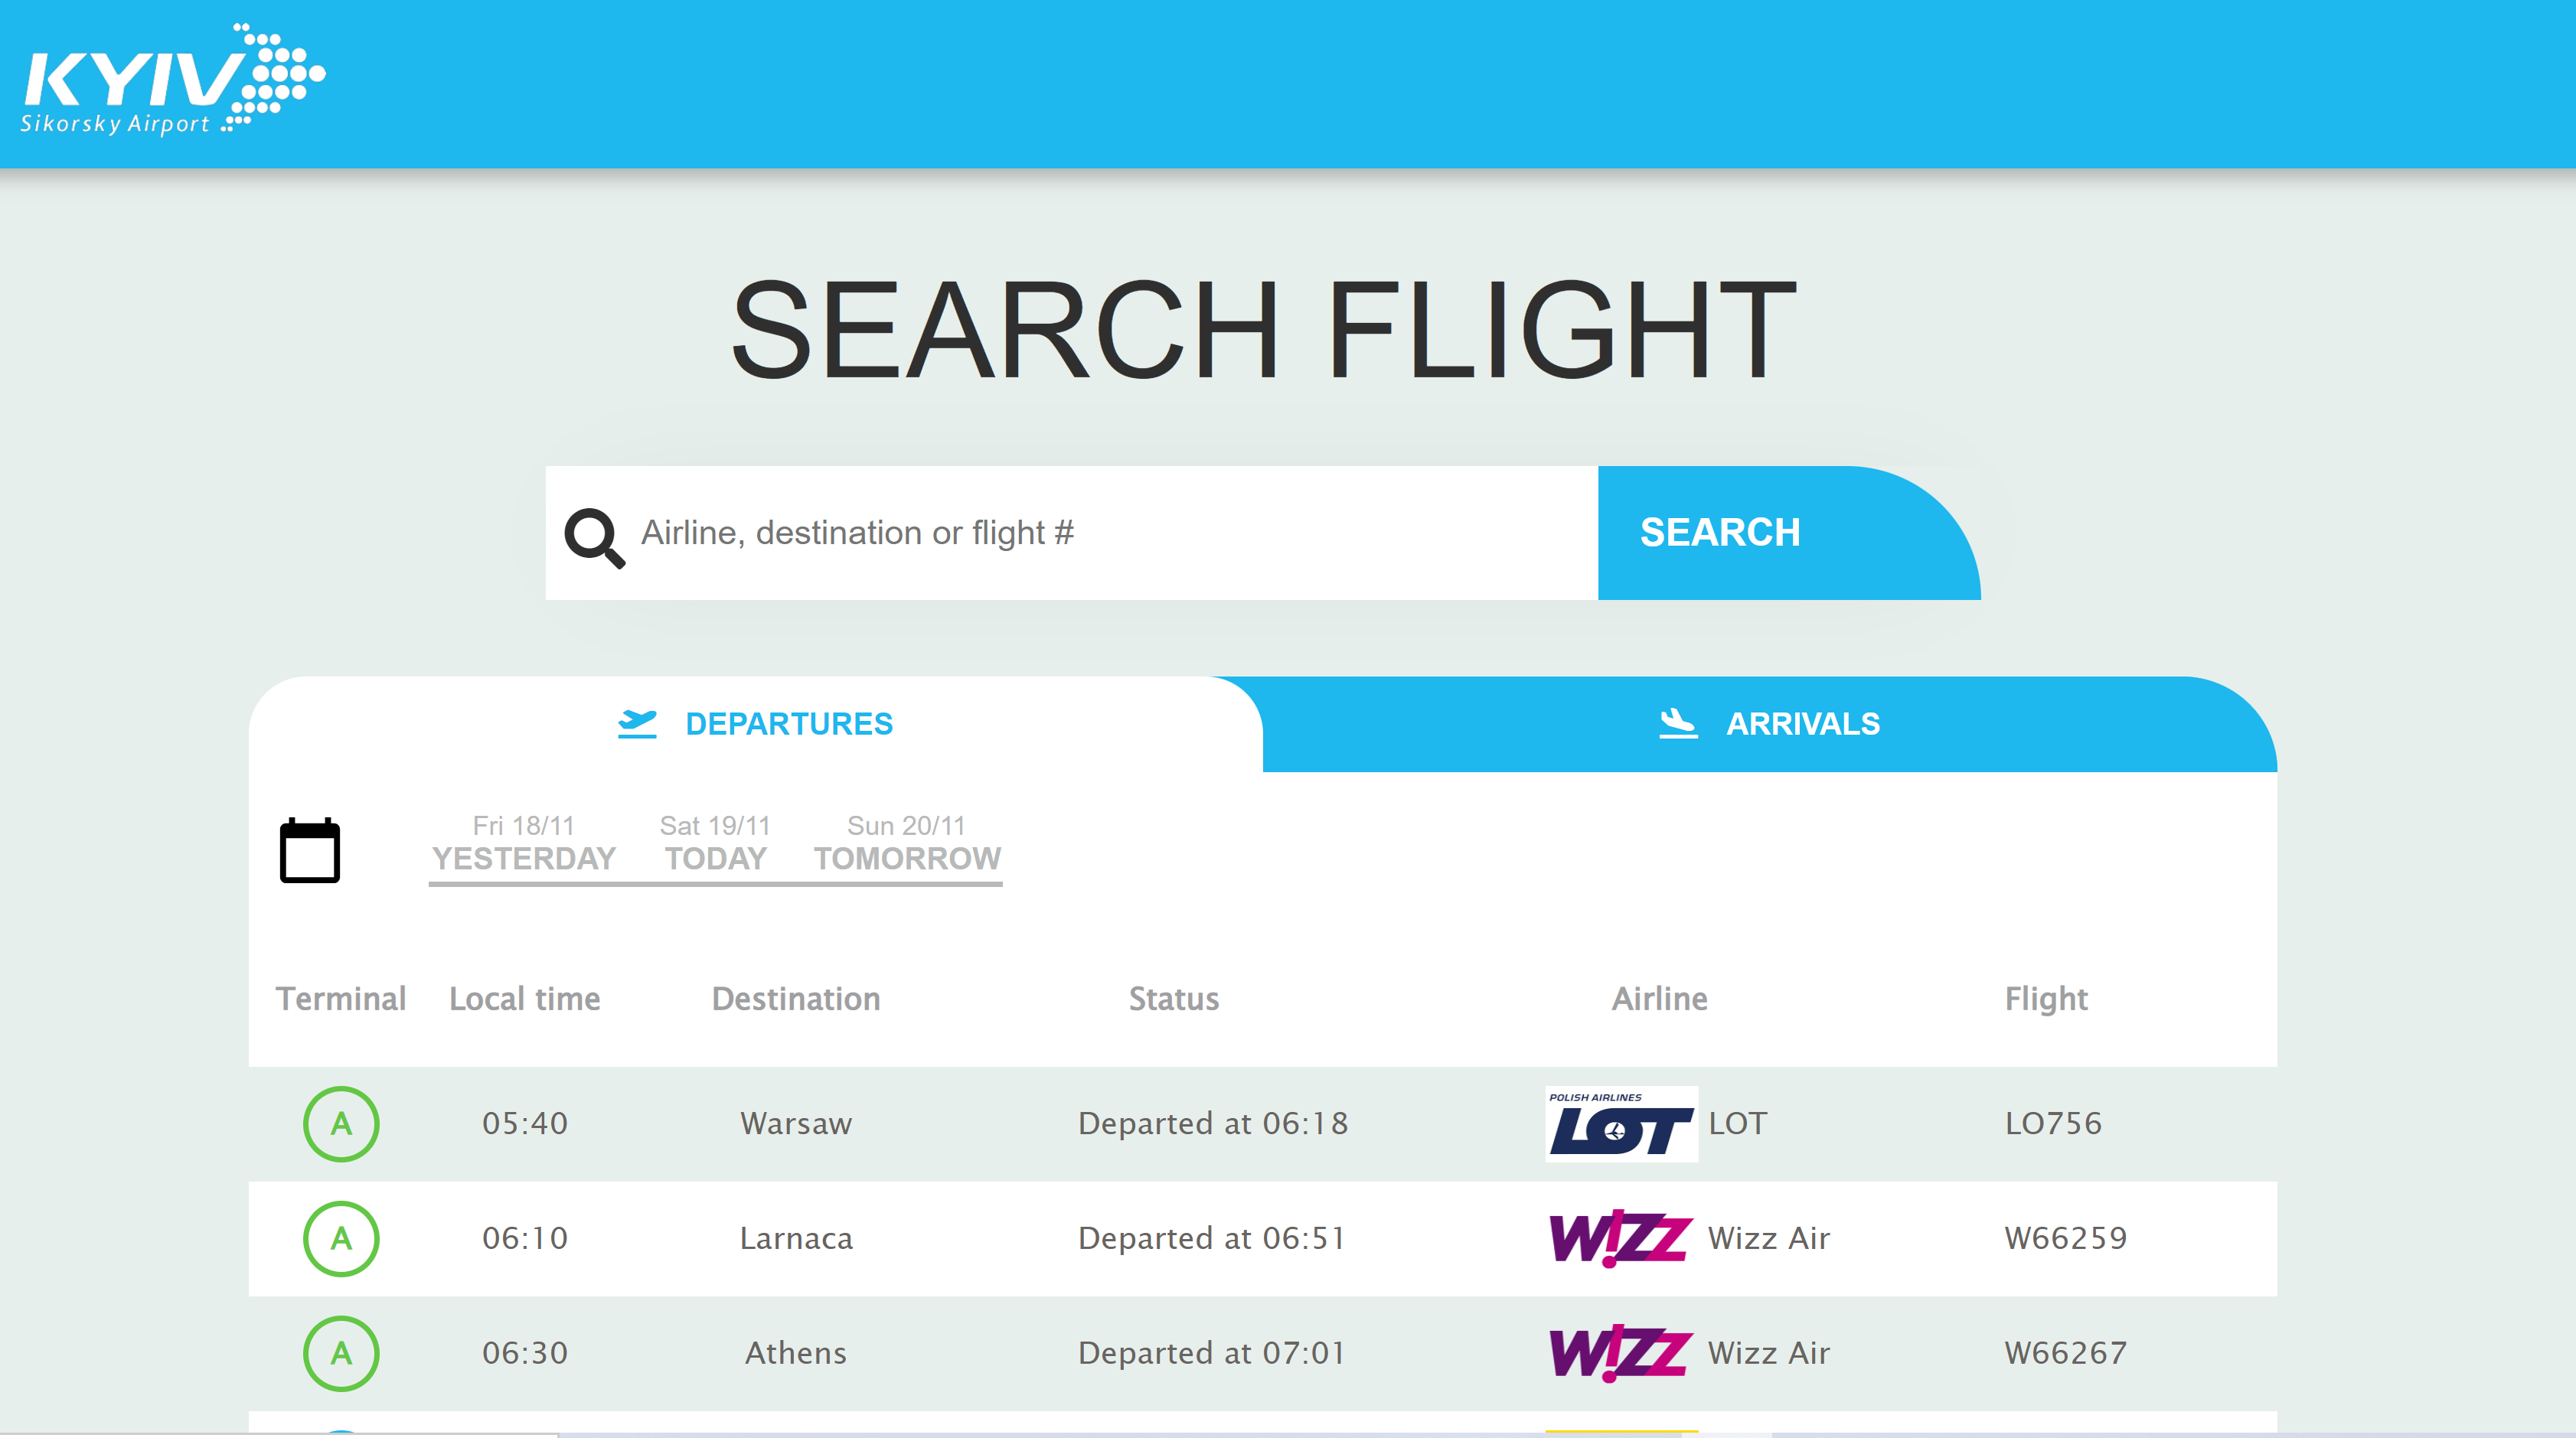 KYIV
Sikorsky Airport
SEARCH FLIGHT
Airline, destination or flight #
SEARCH
DEPARTURES
ARRIVALS
Fri 18/11 Sat 19/11 Sun 20/11
YESTERDAY TODAY TOMORROW
Terminal Local time Destination Status Airline Flight
A 05:40 Warsaw Departed at 06:18 POLISH AIRLINES LOT LOT LO756
A 06:10 Larnaca Departed at 06:51 WIZZ Wizz Air W66259
A 06:30 Athens Departed at 07:01 WIZZ Wizz Air W66267